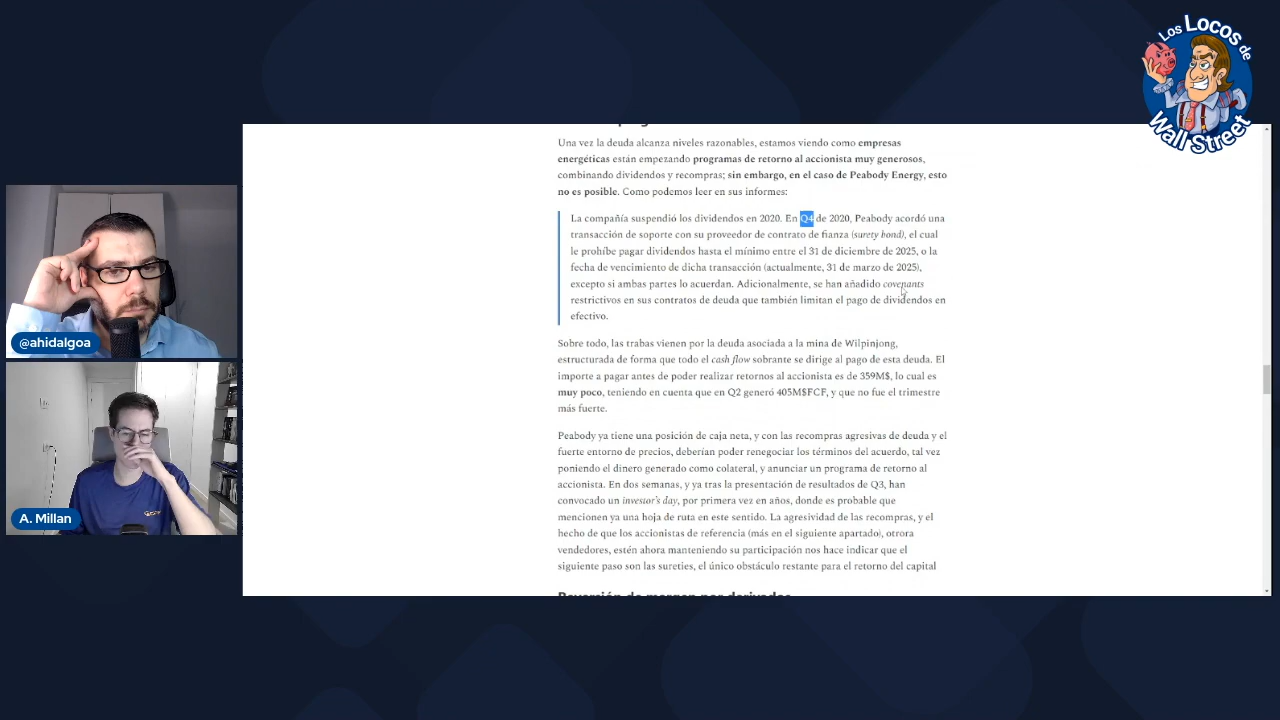 Los Locos de
Wall Street
Una vez la deuda alcanza niveles razonables, estamos viendo como empresas
energéticas están empezando programas de retorno al accionista muy generosos,
combinando dividendos y recompras; sin embargo, en el caso de Peabody Energy, esto
no es posible. Como podemos leer en sus informes:
La compañía suspendió los dividendos en 2020. En Q4 de 2020, Peabody acordó una
transacción de soporte con su proveedor de contrato de fianza (surety bond), el cual
le prohíbe pagar dividendos hasta el mínimo entre el 31 de diciembre de 2025, o la
fecha de vencimiento de dicha transacción (actualmente, 31 de marzo de 2025),
excepto si ambas partes lo acuerdan. Adicionalmente, se han añadido covenants
restrictivos en sus contratos de deuda que también limitan el pago de dividendos en
efectivo.
Sobre todo, las trabas vienen por la deuda asociada a la mina de Wilpinjong,
estructurada de forma que todo el cash flow sobrante se dirige al pago de esta deuda. El
importe a pagar antes de poder realizar retornos al accionista es de 359M$, lo cual es
muy poco, teniendo en cuenta que en Q2 generó 405M$FCF, y que no fue el trimestre
más fuerte.
Peabody ya tiene una posición de caja neta, y con las recompras agresivas de deuda y el
fuerte entorno de precios, deberían poder renegociar los términos del acuerdo, tal vez
poniendo el dinero generado como colateral, y anunciar un programa de retorno al
accionista. En dos semanas, y ya tras la presentación de resultados de Q3, han
convocado un investor's day, por primera vez en años, donde es probable que
mencionen ya una hoja de ruta en este sentido. La agresividad de las recompras, y el
hecho de que los accionistas de referencia (más en el siguiente apartado), otrora
vendedores, estén ahora manteniendo su participación nos hace indicar que el
siguiente paso son las sureties, el único obstáculo restante para el retorno del capital
Reversión de margen por derivados
@ahidalgoa
A. Millan